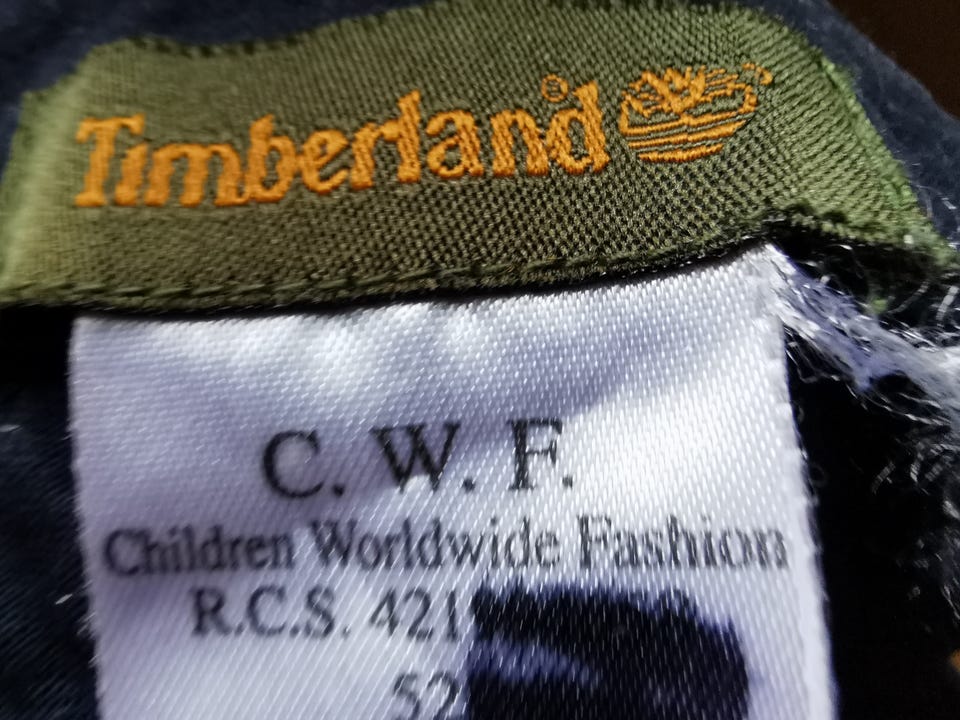 Timberland®
C. W. F.
Children Worldwide Fashion
R.C.S. 421
52